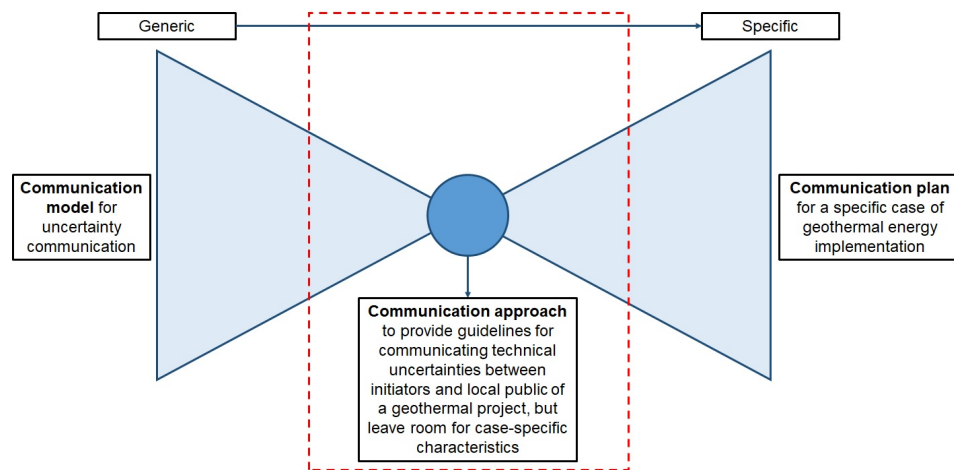 Generic
Specific
Communication
model for
uncertainty
communication
Communication plan
for a specific case of
geothermal energy
implementation
Communication approach
to provide guidelines for
communicating technical
uncertainties between
initiators and local public of
a geothermal project, but
leave room for case-specific
characteristics